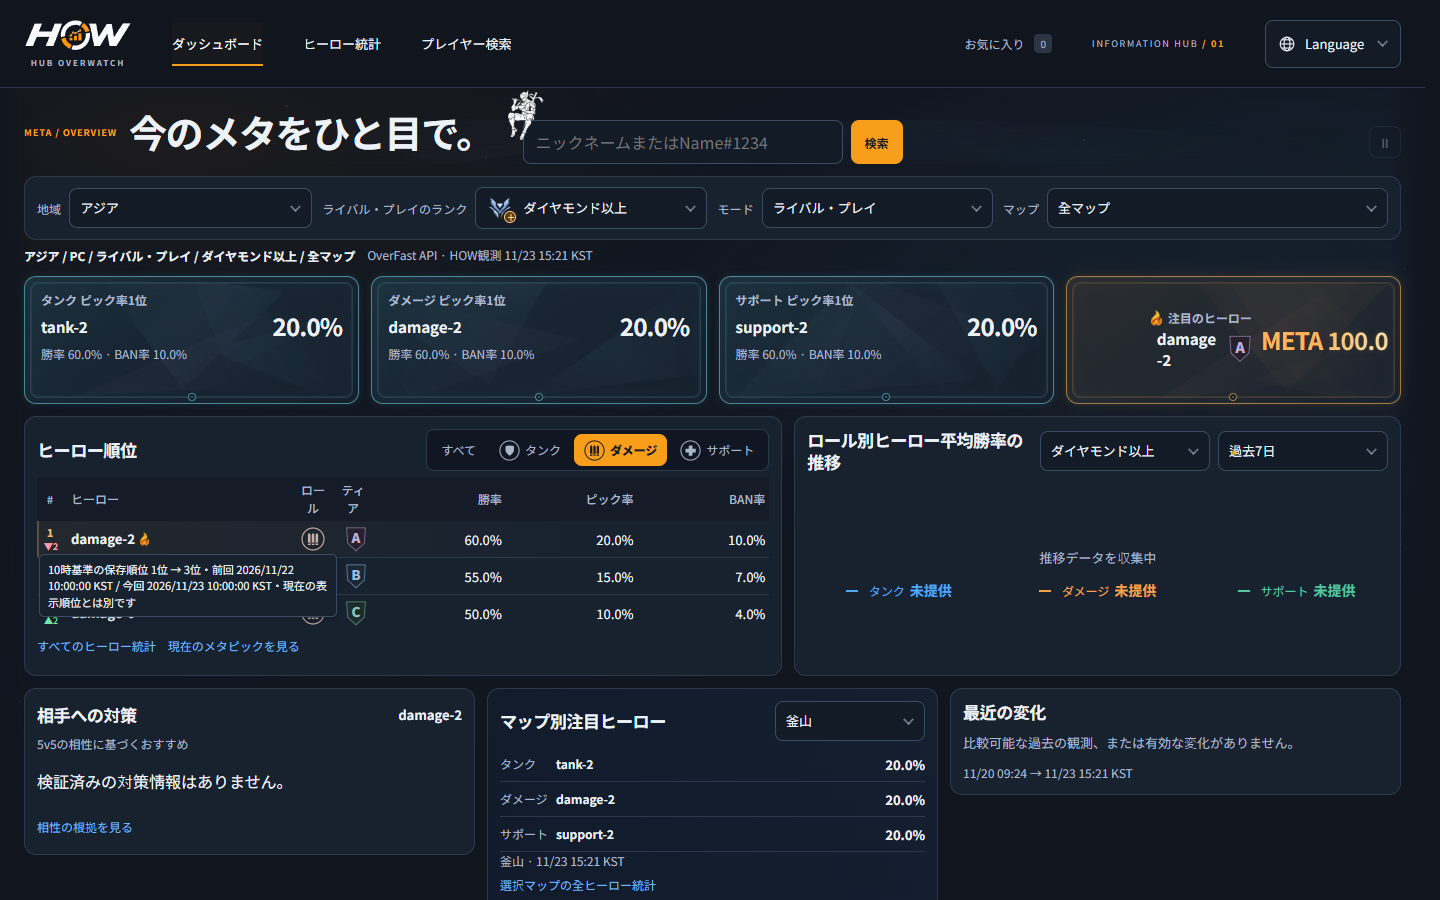 HOW
HUB OVERWATCH
ダッシュボード
ヒーロー統計
プレイヤー検索
お気に入り 0
INFORMATION HUB / 01
Language
META / OVERVIEW
今のメタをひと目で。
ニックネームまたはName#1234
検索
地域
アジア
ライバル・プレイのランク
ダイヤモンド以上
モード
ライバル・プレイ
マップ
全マップ
アジア / PC / ライバル・プレイ / ダイヤモンド以上 / 全マップ OverFast API · HOW観測 11/23 15:21 KST
タンク ピック率1位
tank-2 20.0%
勝率 60.0% · BAN率 10.0%
ダメージ ピック率1位
damage-2 20.0%
勝率 60.0% · BAN率 10.0%
サポート ピック率1位
support-2 20.0%
勝率 60.0% · BAN率 10.0%
注目のヒーロー
damage
-2
A
META 100.0
ヒーロー順位
すべて タンク ダメージ サポート
# ヒーロー ロー
ル ティ
ア 勝率 ピック率 BAN率
1 damage-2 A 60.0% 20.0% 10.0%
▼2
10時基準の保存順位 1位 → 3位・前回 2026/11/22
10:00:00 KST / 今回 2026/11/23 10:00:00 KST・現在の表
示順位とは別です
B 55.0% 15.0% 7.0%
C 50.0% 10.0% 4.0%
▲2
すべてのヒーロー統計 現在のメタピックを見る
ロール別ヒーロー平均勝率の
推移
ダイヤモンド以上
過去7日
推移データを収集中
タンク 未提供
ダメージ 未提供
サポート 未提供
相手への対策 damage-2
5v5の相性に基づくおすすめ
検証済みの対策情報はありません。
相性の根拠を見る
マップ別注目ヒーロー 釜山
タンク tank-2 20.0%
ダメージ damage-2 20.0%
サポート support-2 20.0%
釜山 · 11/23 15:21 KST
選択マップの全ヒーロー統計
最近の変化
比較可能な過去の観測、または有効な変化がありません。
11/20 09:24 → 11/23 15:21 KST